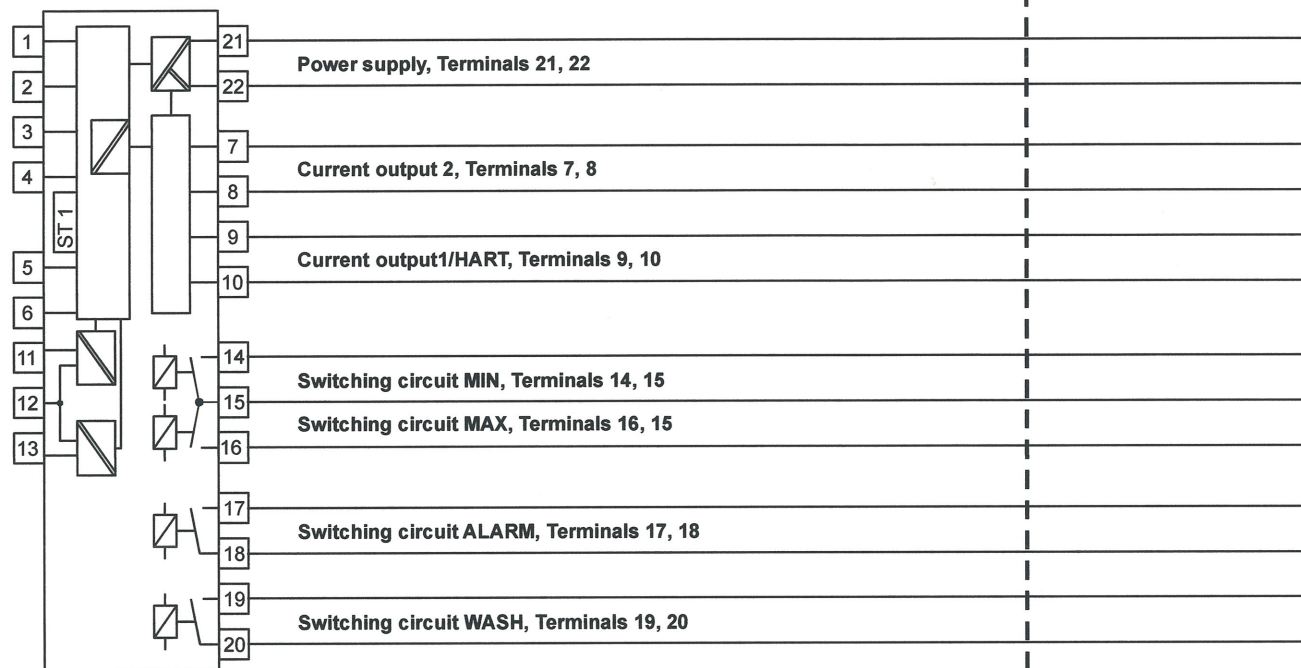 1
2
3
4
ST 1
5
6
11
12
13
21
Power supply, Terminals 21, 22
22
7
Current output 2, Terminals 7, 8
8
9
Current output1/HART, Terminals 9, 10
10
14
Switching circuit MIN, Terminals 14, 15
15
Switching circuit MAX, Terminals 16, 15
16
17
Switching circuit ALARM, Terminals 17, 18
18
19
Switching circuit WASH, Terminals 19, 20
20